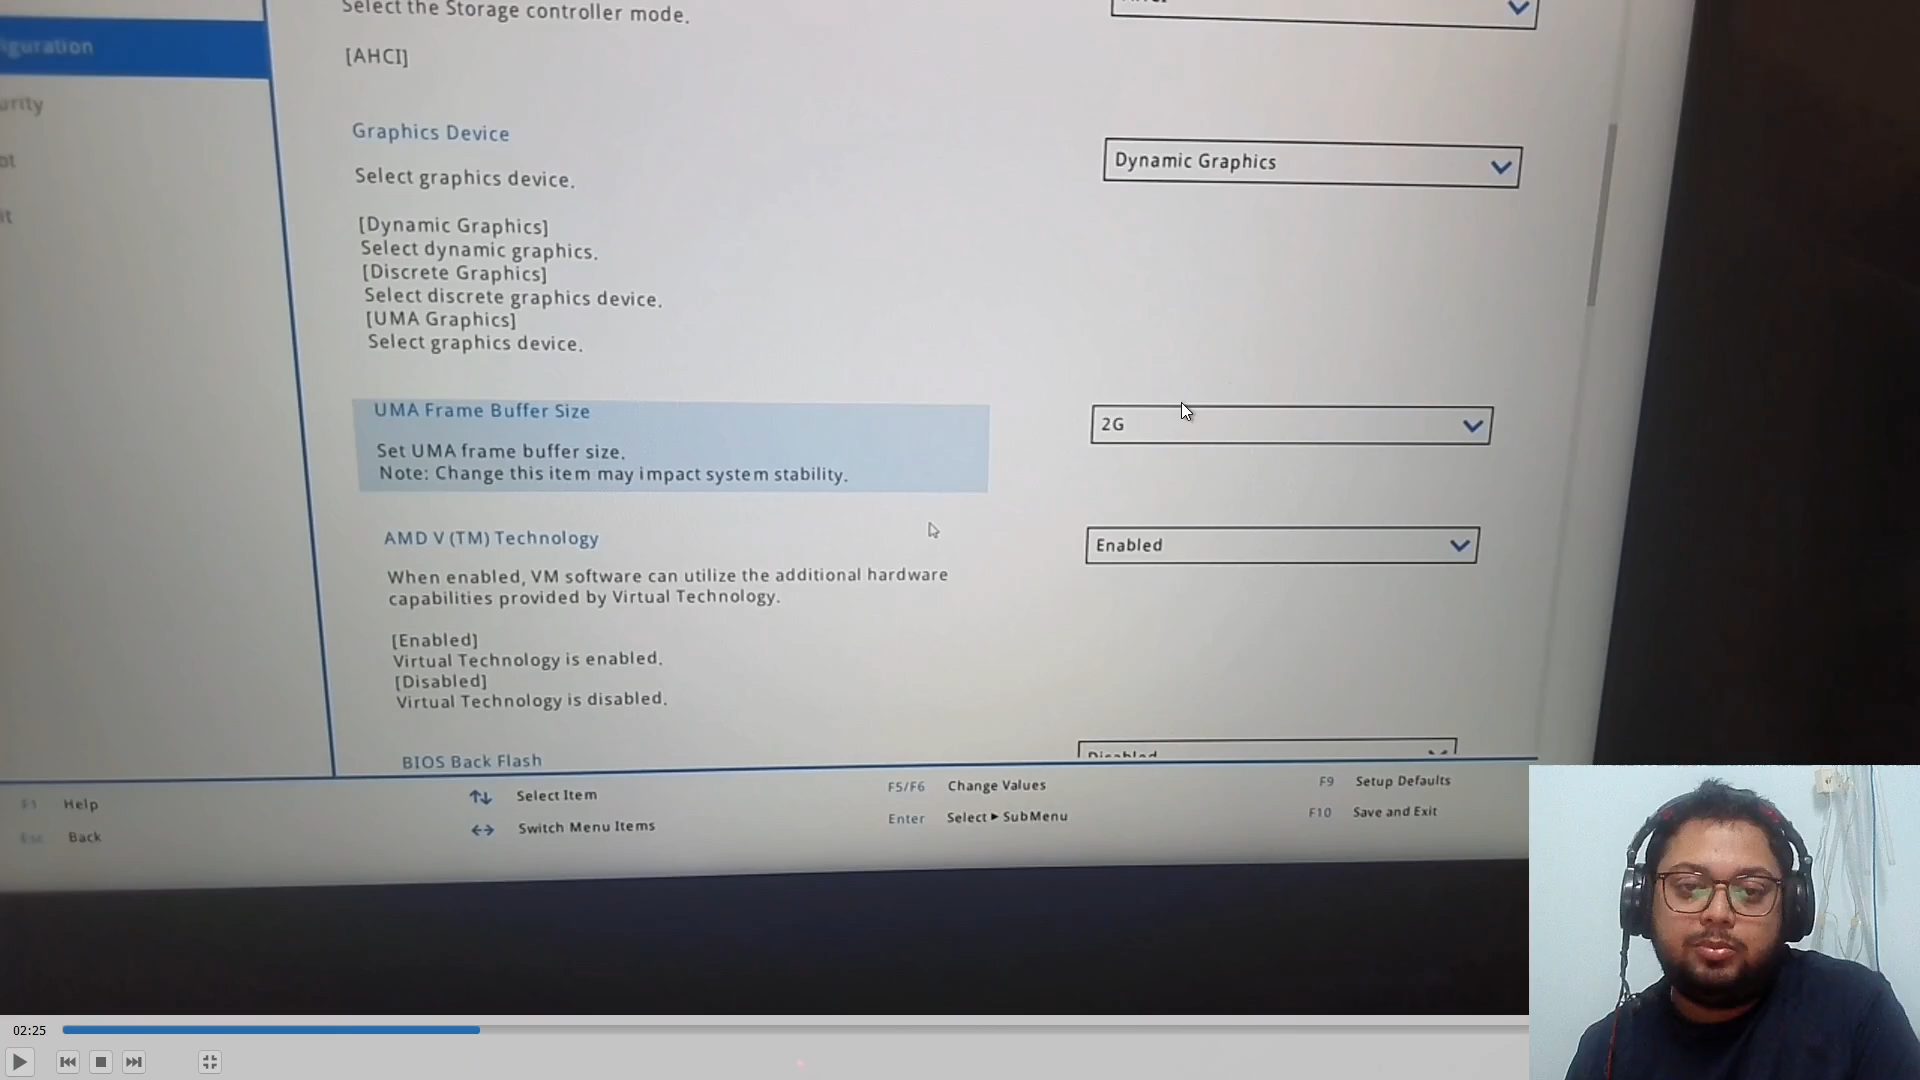 Select the Storage controller mode.
[AHCI]
Graphics Device
Dynamic Graphics
Select graphics device.
[Dynamic Graphics]
Select dynamic graphics.
[Discrete Graphics]
Select discrete graphics device.
[UMA Graphics]
Select graphics device.
UMA Frame Buffer Size
2G
Set UMA frame buffer size.
Note: Change this item may impact system stability.
AMD V (TM) Technology
Enabled
When enabled, VM software can utilize the additional hardware
capabilities provided by Virtual Technology.
[Enabled]
Virtual Technology is enabled.
[Disabled]
Virtual Technology is disabled.
BIOS Back Flash
Disabled
F1 Help
Select Item
F5/F6 Change Values
F9 Setup Defaults
Esc Back
Switch Menu Items
Enter Select ▸ SubMenu
F10 Save and Exit
02:25